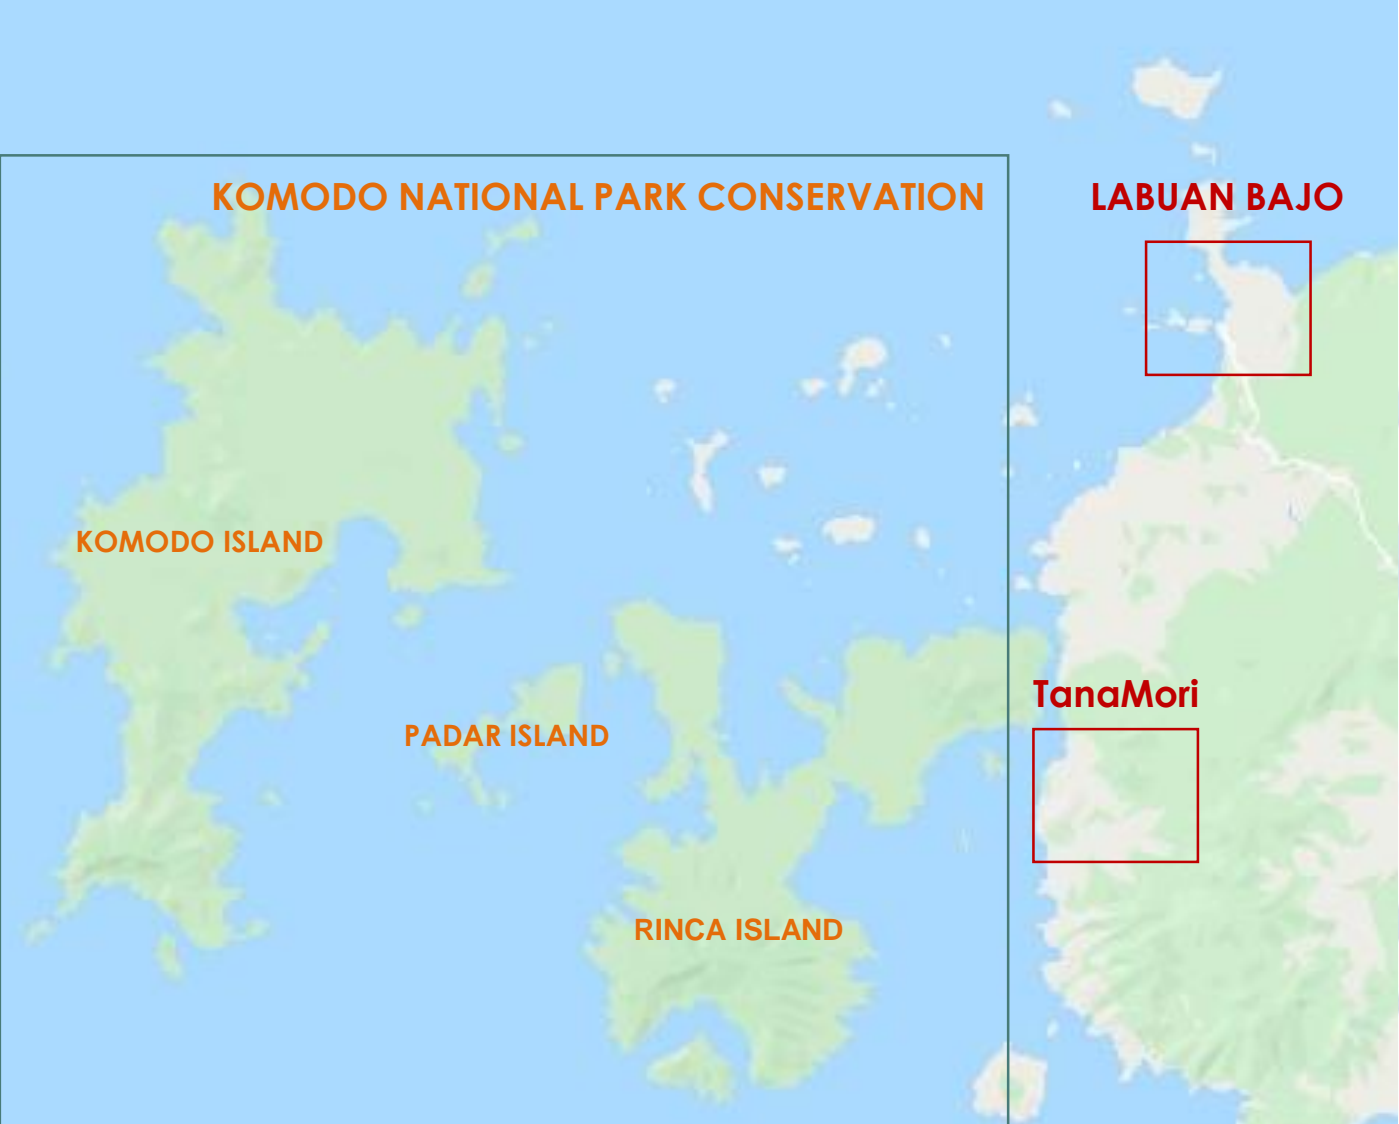 KOMODO NATIONAL PARK CONSERVATION
LABUAN BAJO
KOMODO ISLAND
TanaMori
PADAR ISLAND
RINCA ISLAND